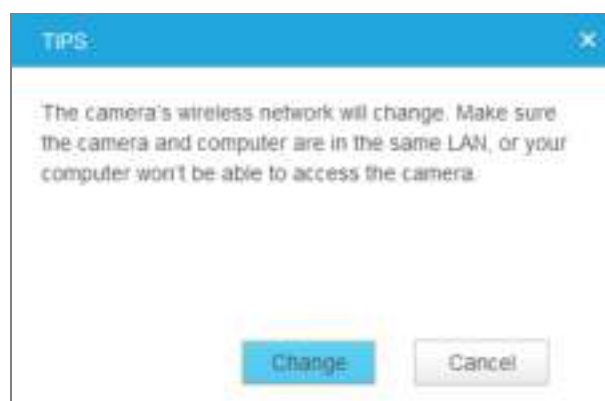 TIPS
The camera's wireless network will change. Make sure
the camera and computer are in the same LAN, or your
computer won't be able to access the camera.
Change
Cancel